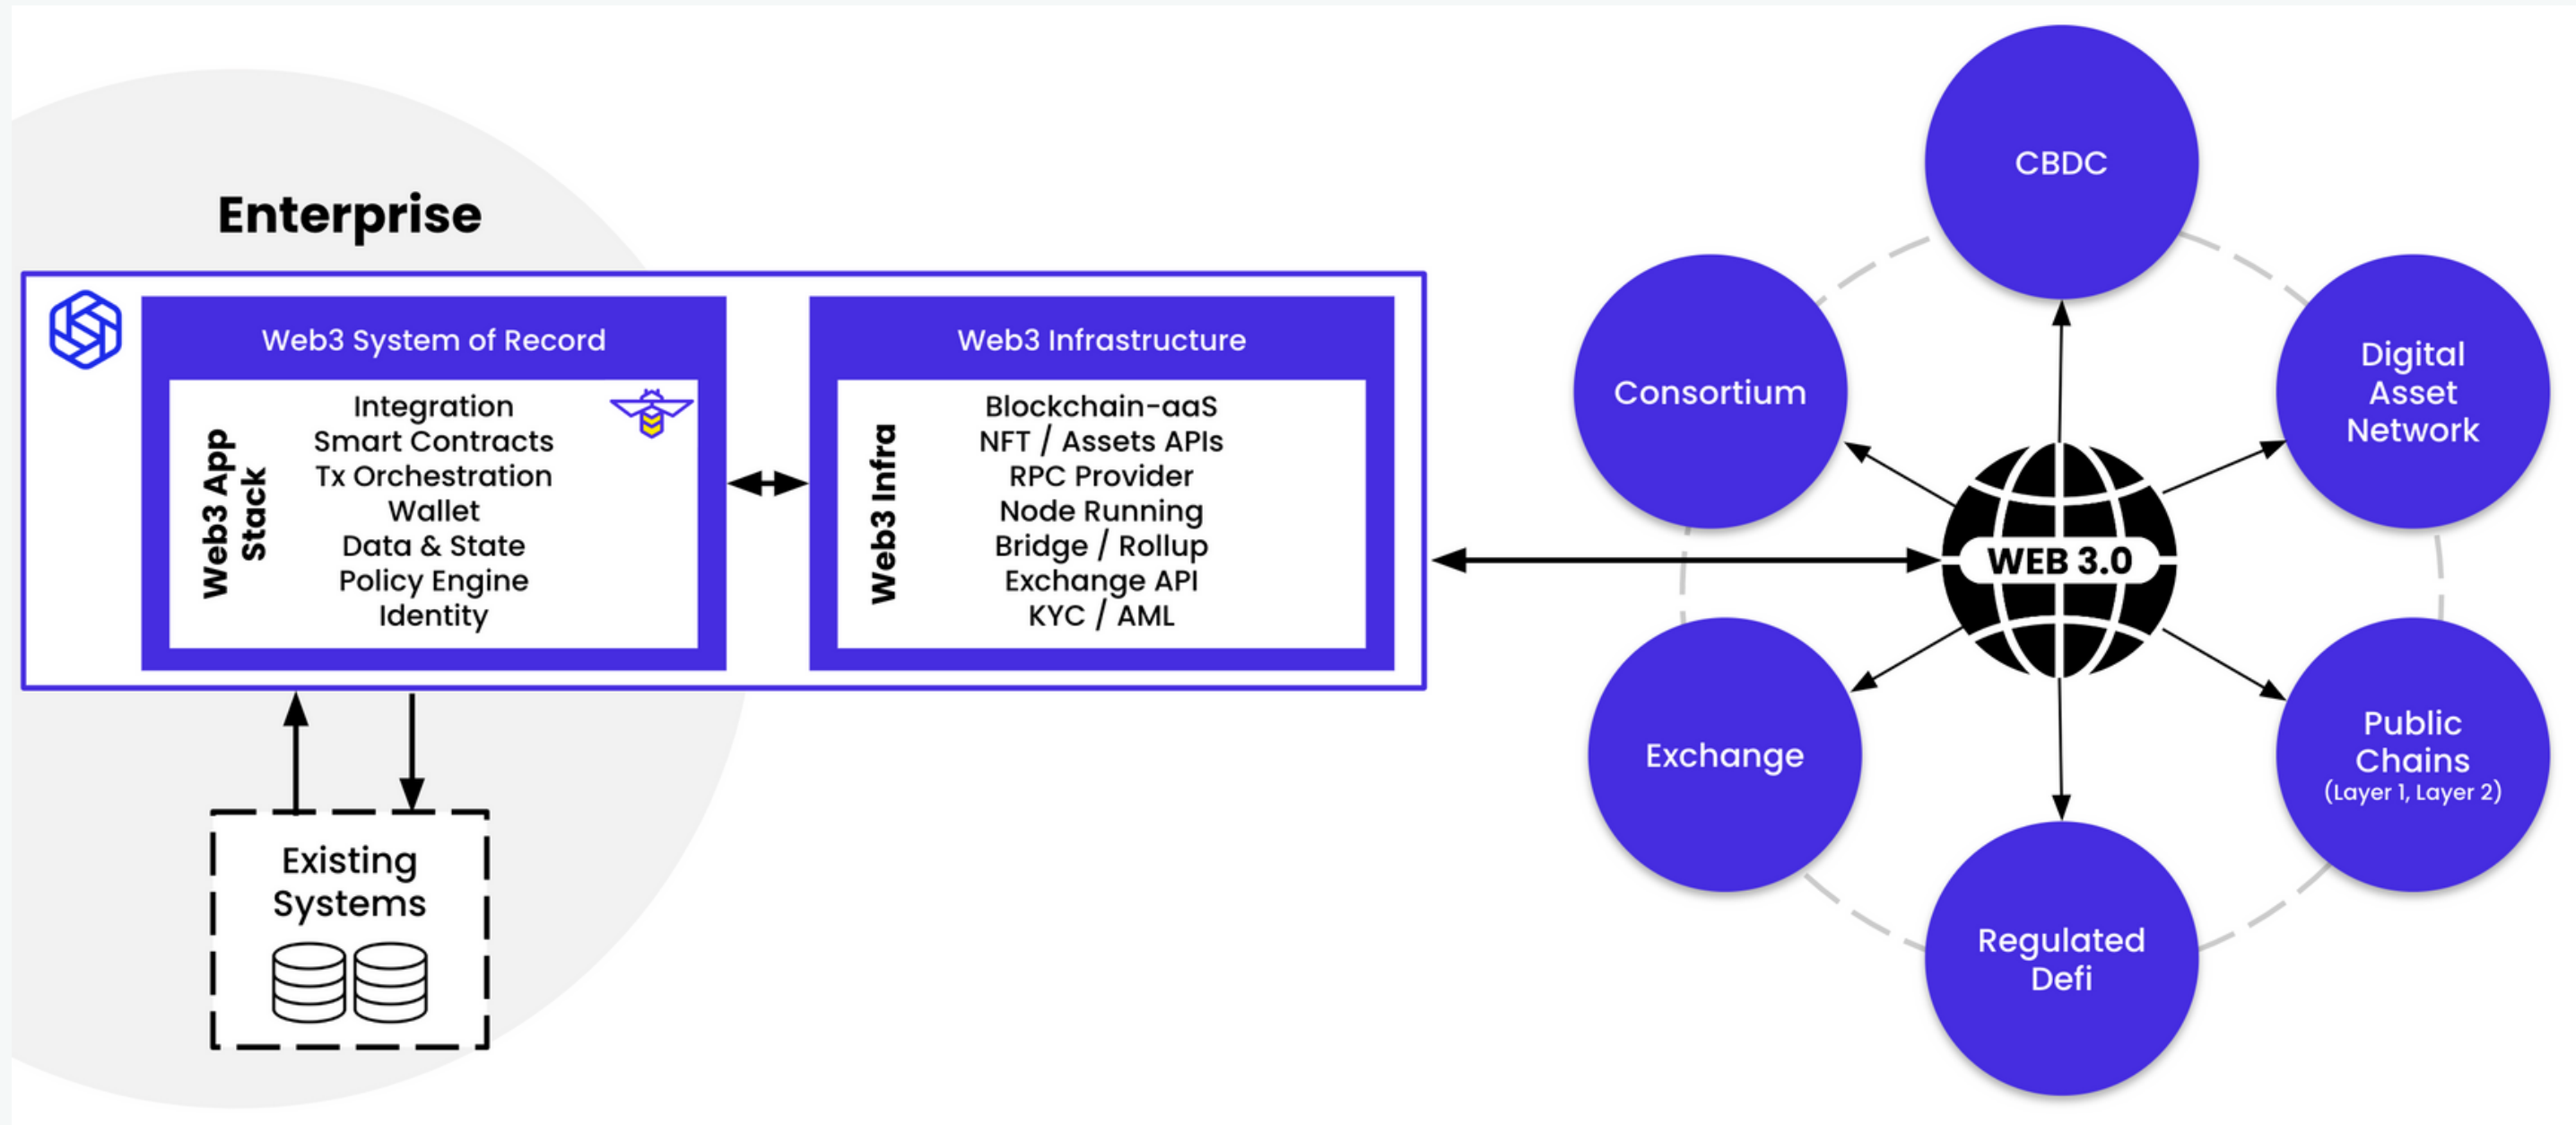 Enterprise
Web3 System of Record
Web3 App
Stack
Integration
Smart Contracts
Tx Orchestration
Wallet
Data & State
Policy Engine
Identity
Web3 Infrastructure
Web3 Infra
Blockchain-aaS
NFT / Assets APIs
RPC Provider
Node Running
Bridge / Rollup
Exchange API
KYC / AML
Existing
Systems
WEB 3.0
CBDC
Digital
Asset
Network
Public
Chains
(Layer 1, Layer 2)
Regulated
Defi
Exchange
Consortium